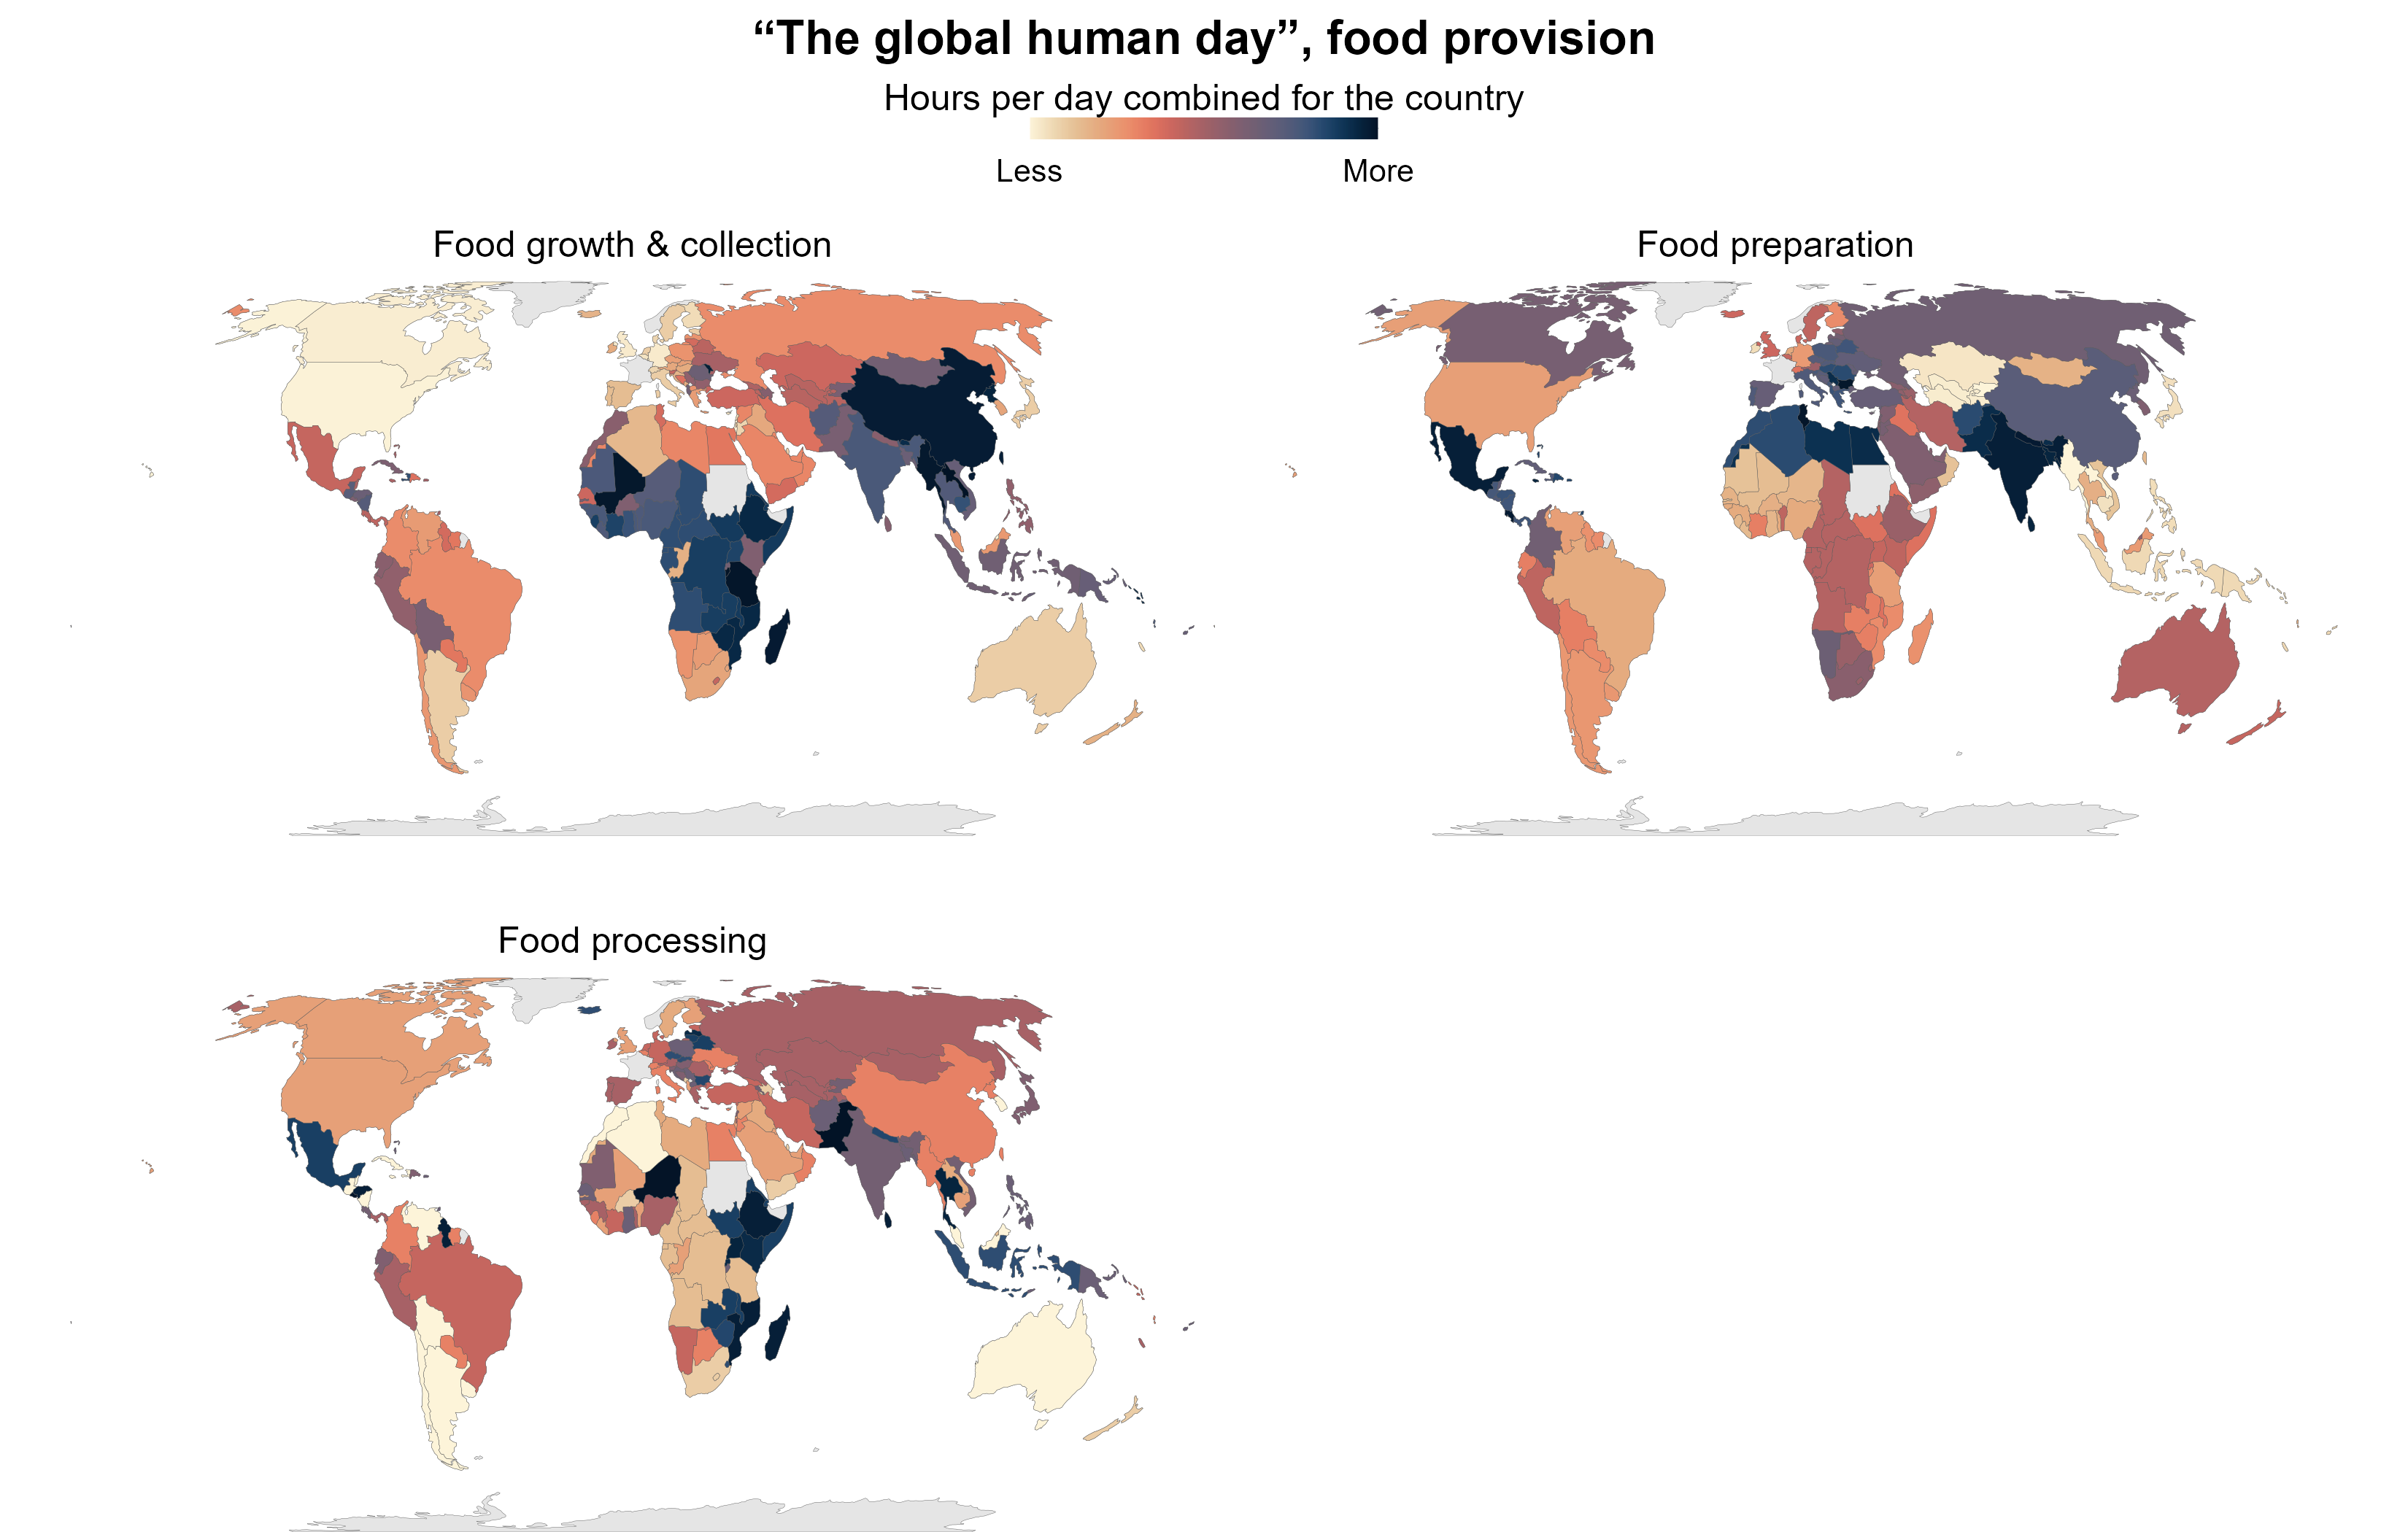 “The global human day”, food provision
Hours per day combined for the country
Less More
Food growth & collection
Food preparation
Food processing